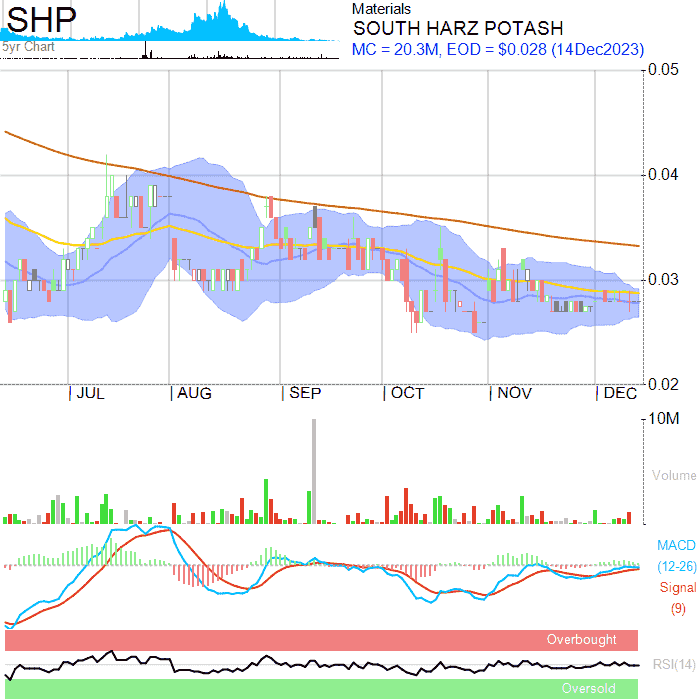 SHP
5yr Chart
Materials
SOUTH HARZ POTASH
MC = 20.3M, EOD = $0.028 (14Dec2023)
0.05
0.04
0.03
0.02
JUL AUG SEP OCT NOV DEC
10M
Volume
MACD
(12-26)
Signal
(9)
Overbought
RSI(14)
Oversold